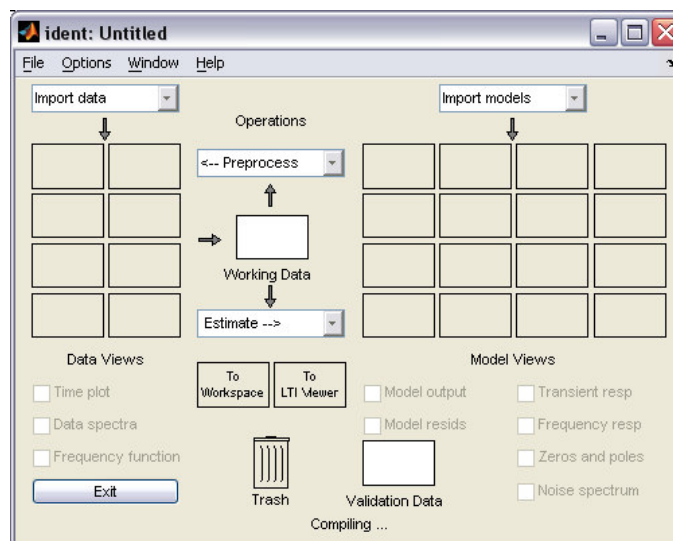 ident: Untitled
File Options Window Help
Import data
Import models
Operations
<-- Preprocess
Working Data
Estimate -->
Data Views
Model Views
To Workspace
To LTI Viewer
Time plot
Data spectra
Frequency function
Model output
Model resids
Transient resp
Frequency resp
Zeros and poles
Noise spectrum
Exit
Trash
Validation Data
Compiling ...